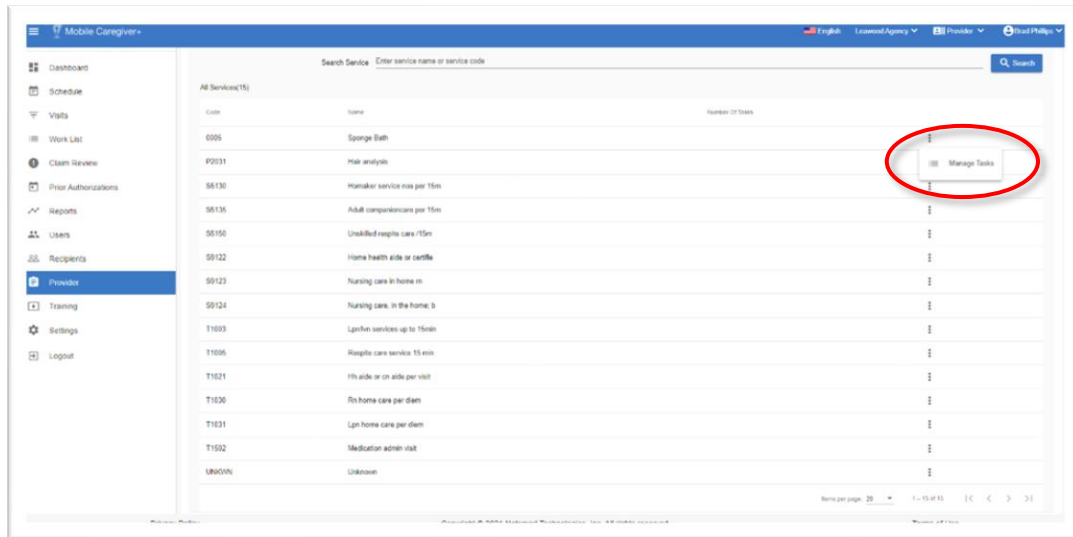 Mobile Caregiver+
English Leawood Agency Provider Brad Phillips
Dashboard
Schedule
Visits
Work List
Claim Review
Prior Authorizations
Reports
Users
Recipients
Provider
Training
Settings
Logout
Search Service Enter service name or service code
Search
All Services(15)
Code Name Number Of Tasks
0005 Sponge Bath
P2031 Hair analysis
Manage Tasks
S5130 Homaker service nos per 15m
S5135 Adult companioncare per 15m
S5150 Unskilled respite care /15m
S9122 Home health aide or certifie
S9123 Nursing care in home rn
S9124 Nursing care, in the home; b
T1003 Lpn/lvn services up to 15min
T1005 Respite care service 15 min
T1021 Hh aide or cn aide per visit
T1030 Rn home care per diem
T1031 Lpn home care per diem
T1502 Medication admin visit
UNKWN Unknown
Items per page: 20 1 – 15 of 15
Privacy Policy
Terms of Use